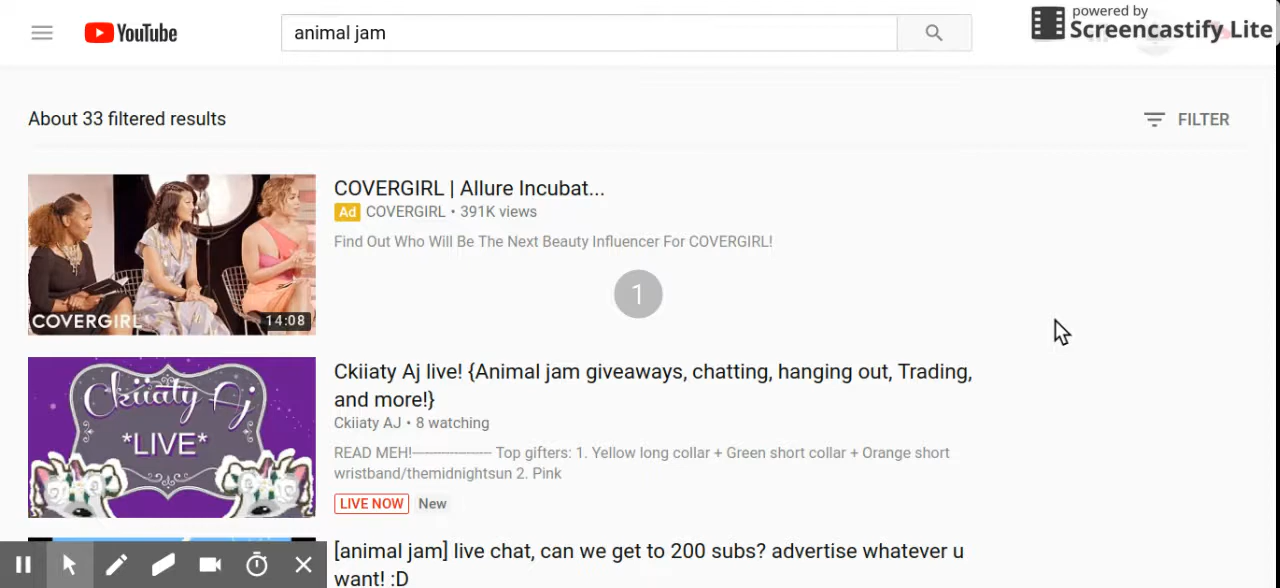 powered by
Screencastify Lite
YouTube
animal jam
About 33 filtered results
FILTER
COVERGIRL | Allure Incubat...
Ad COVERGIRL • 391K views
Find Out Who Will Be The Next Beauty Influencer For COVERGIRL!
COVERGIRL
14:08
1
Ckiiaty Aj live! {Animal jam giveaways, chatting, hanging out, Trading,
and more!}
Ckiiaty AJ • 8 watching
READ MEH!---------------- Top gifters: 1. Yellow long collar + Green short collar + Orange short
wristband/themidnightsun 2. Pink
LIVE NOW New
Ckiiaty Aj
*LIVE*
[animal jam] live chat, can we get to 200 subs? advertise whatever u
want! :D